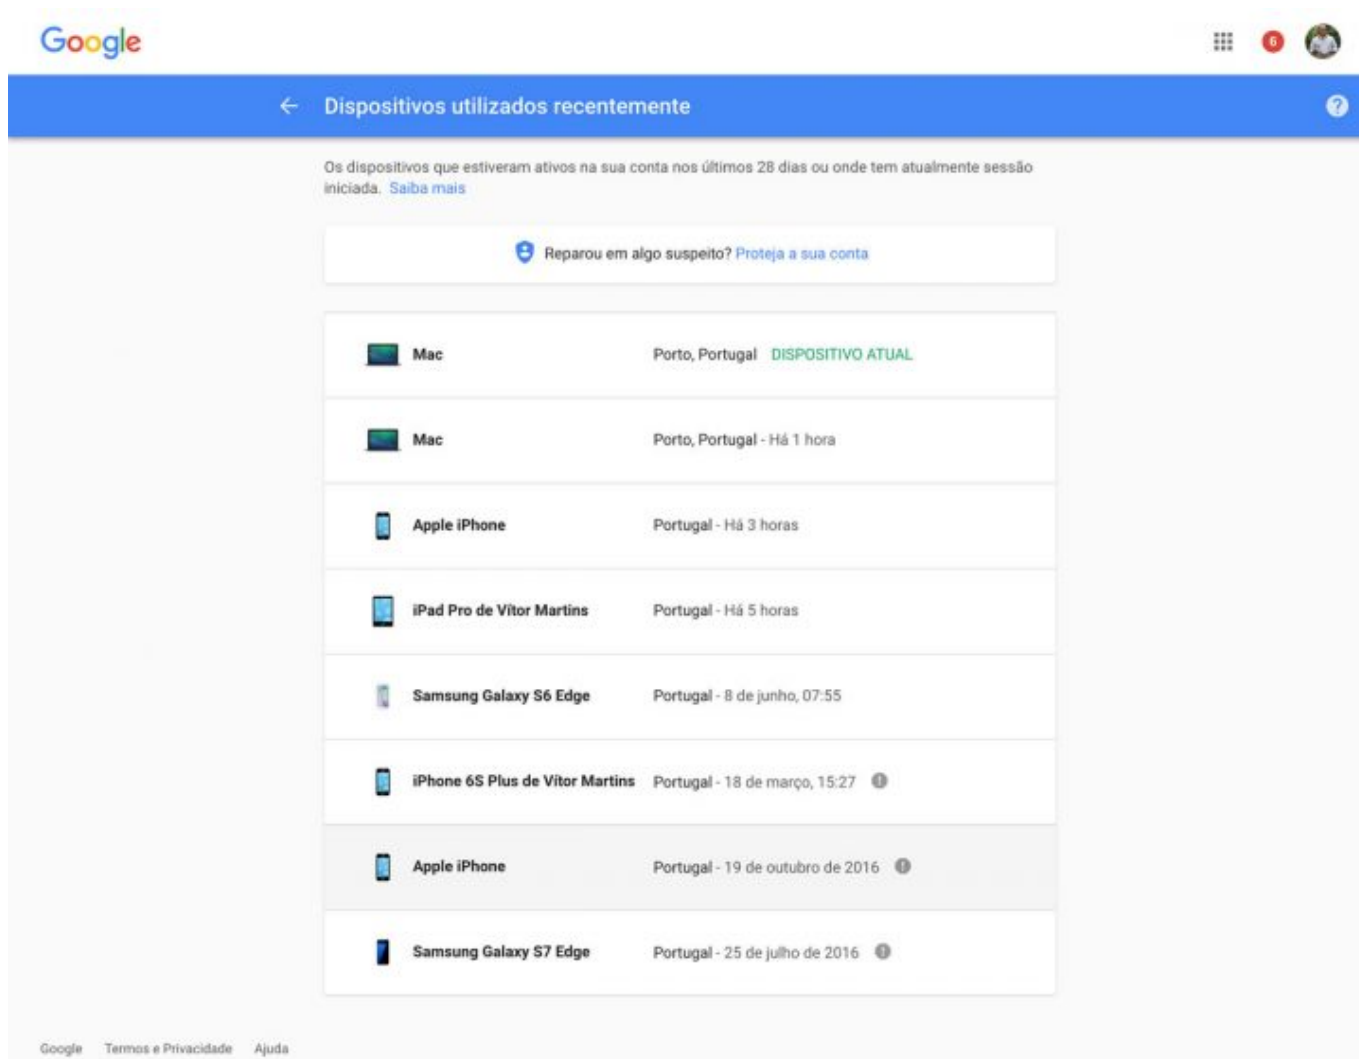 Google
6
Dispositivos utilizados recentemente
?
Os dispositivos que estiveram ativos na sua conta nos últimos 28 dias ou onde tem atualmente sessão
iniciada. Saiba mais
Reparou em algo suspeito? Proteja a sua conta
Mac Porto, Portugal DISPOSITIVO ATUAL
Mac Porto, Portugal - Há 1 hora
Apple iPhone Portugal - Há 3 horas
iPad Pro de Vítor Martins Portugal - Há 5 horas
Samsung Galaxy S6 Edge Portugal - 8 de junho, 07:55
iPhone 6S Plus de Vítor Martins Portugal - 18 de março, 15:27
Apple iPhone Portugal - 19 de outubro de 2016
Samsung Galaxy S7 Edge Portugal - 25 de julho de 2016
Google Termos e Privacidade Ajuda